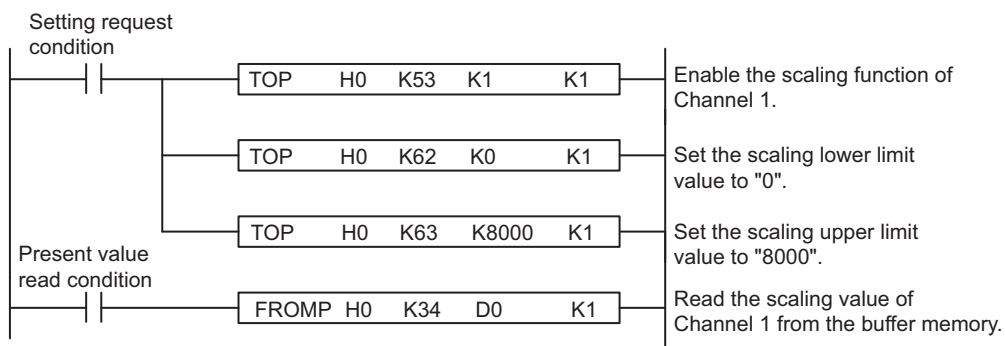 Setting request
condition
TOP H0 K53 K1 K1
Enable the scaling function of
Channel 1.
TOP H0 K62 K0 K1
Set the scaling lower limit
value to "0".
TOP H0 K63 K8000 K1
Set the scaling upper limit
value to "8000".
Present value
read condition
FROMP H0 K34 D0 K1
Read the scaling value of
Channel 1 from the buffer memory.